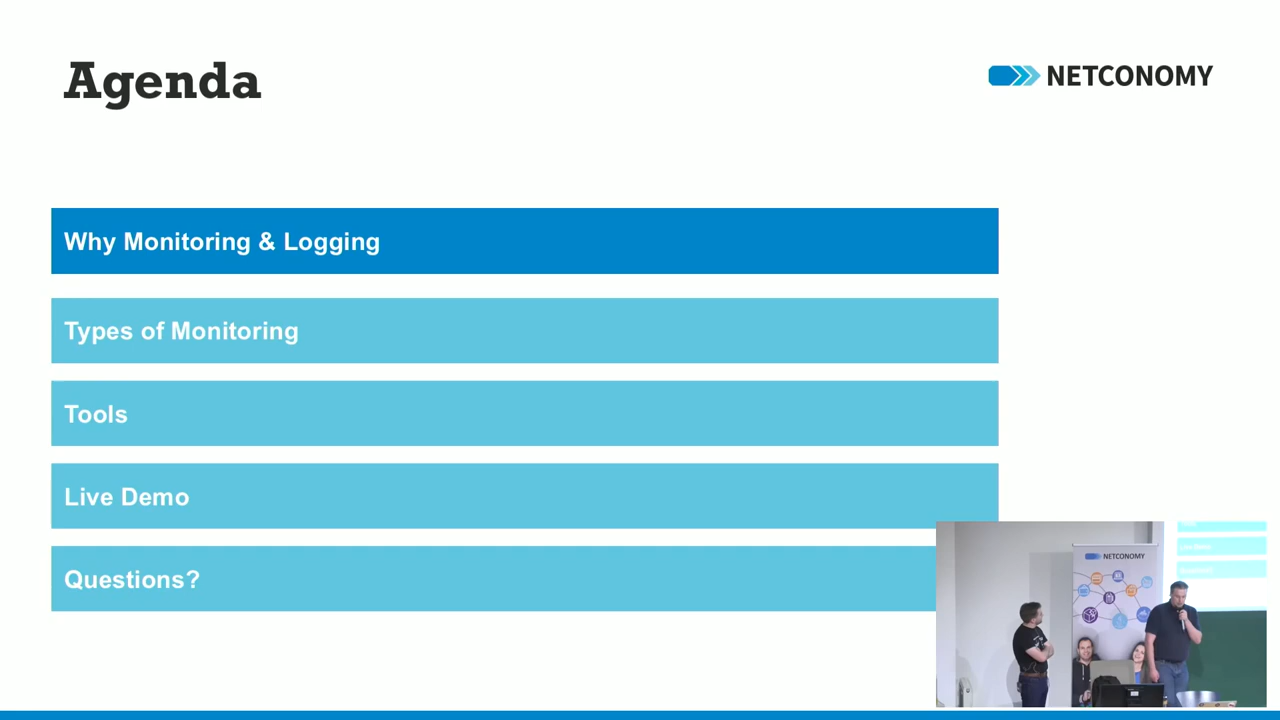 Agenda
NETCONOMY
Why Monitoring & Logging
Types of Monitoring
Tools
Live Demo
Questions?
NETCONOMY